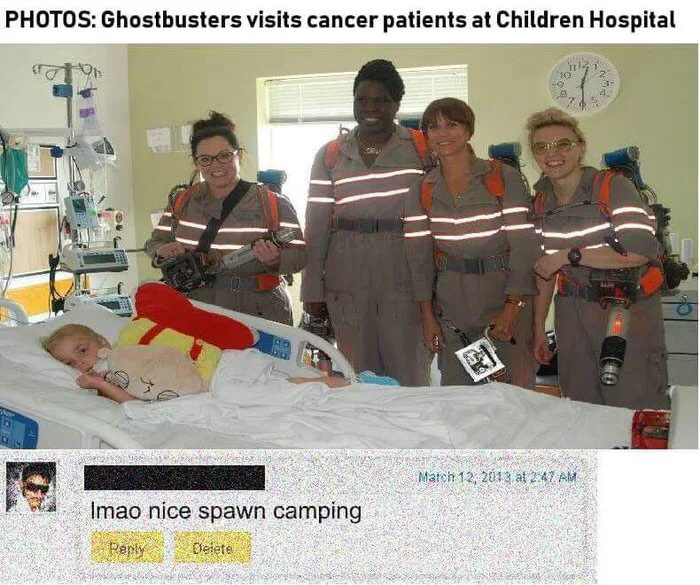 PHOTOS: Ghostbusters visits cancer patients at Children Hospital
March 12, 2013 at 2:47 AM
lmao nice spawn camping
Reply Delete